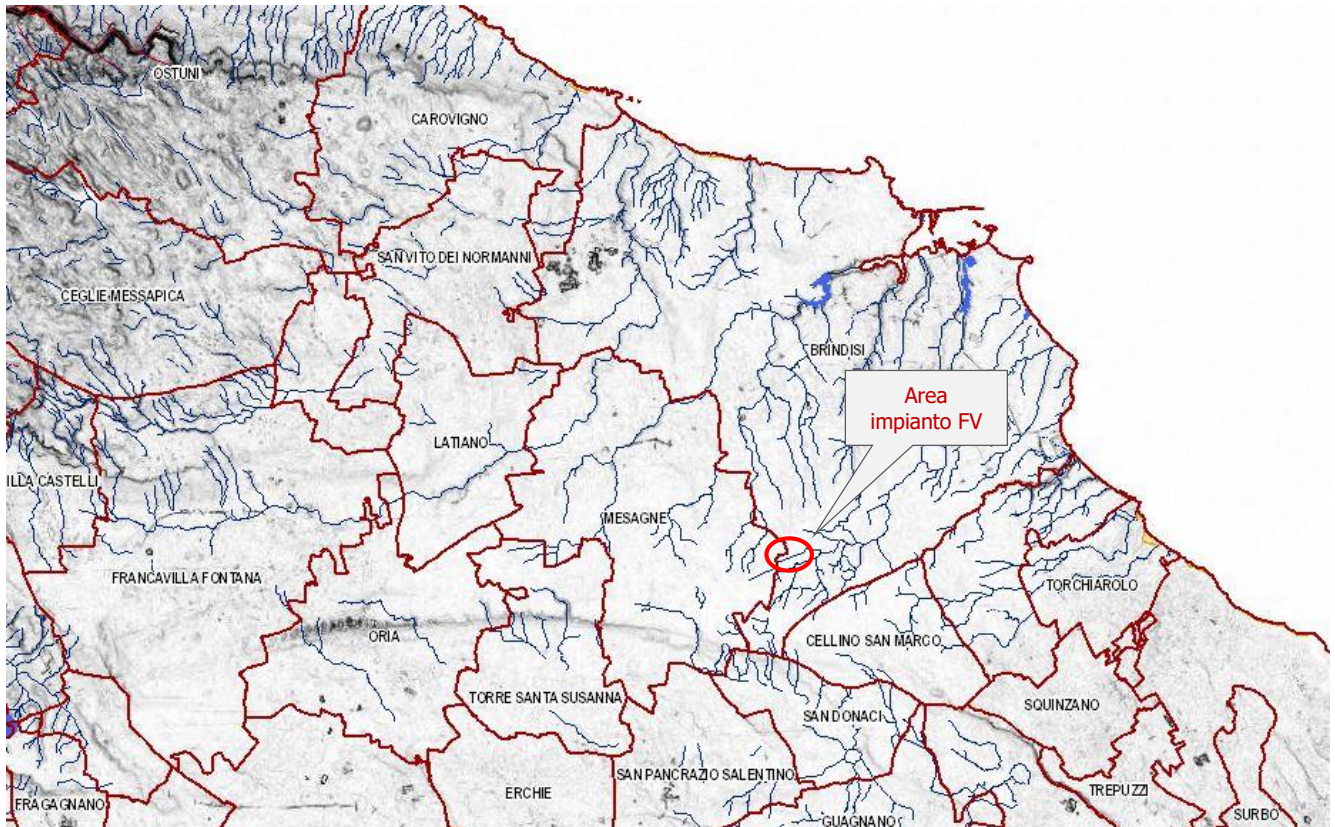 OSTUNI
CAROVIGNO
SAN VITO DEI NORMANNI
CEGLIE MESSAPICA
BRINDISI
Area
impianto FV
LATIANO
ILLA CASTELLI
MESAGNE
FRANCAVILLA FONTANA
TORCHIAROLO
ORIA
CELLINO SAN MARCO
TORRE SANTA SUSANNA
SQUINZANO
SAN DONACI
SAN PANCRAZIO SALENTINO
ERCHIE
TREPUZZI
FRAGAGNANO
SURBO
GUAGNANO